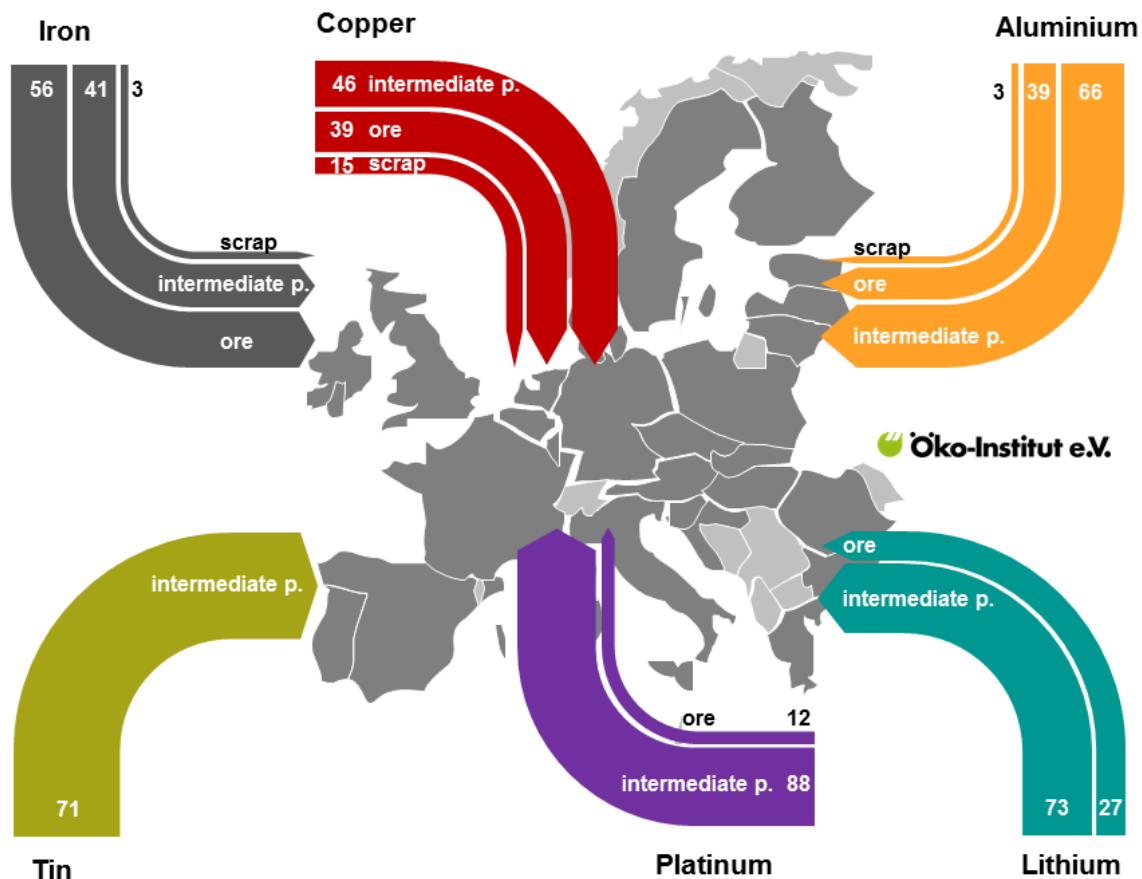 Iron
Copper
Aluminium
56 41 3
46 intermediate p.
39 ore
15 scrap
3 39 66
scrap
intermediate p.
ore
scrap
ore
intermediate p.
Öko-Institut e.V.
intermediate p.
71
Tin
ore 12
intermediate p. 88
Platinum
ore
intermediate p.
73 27
Lithium